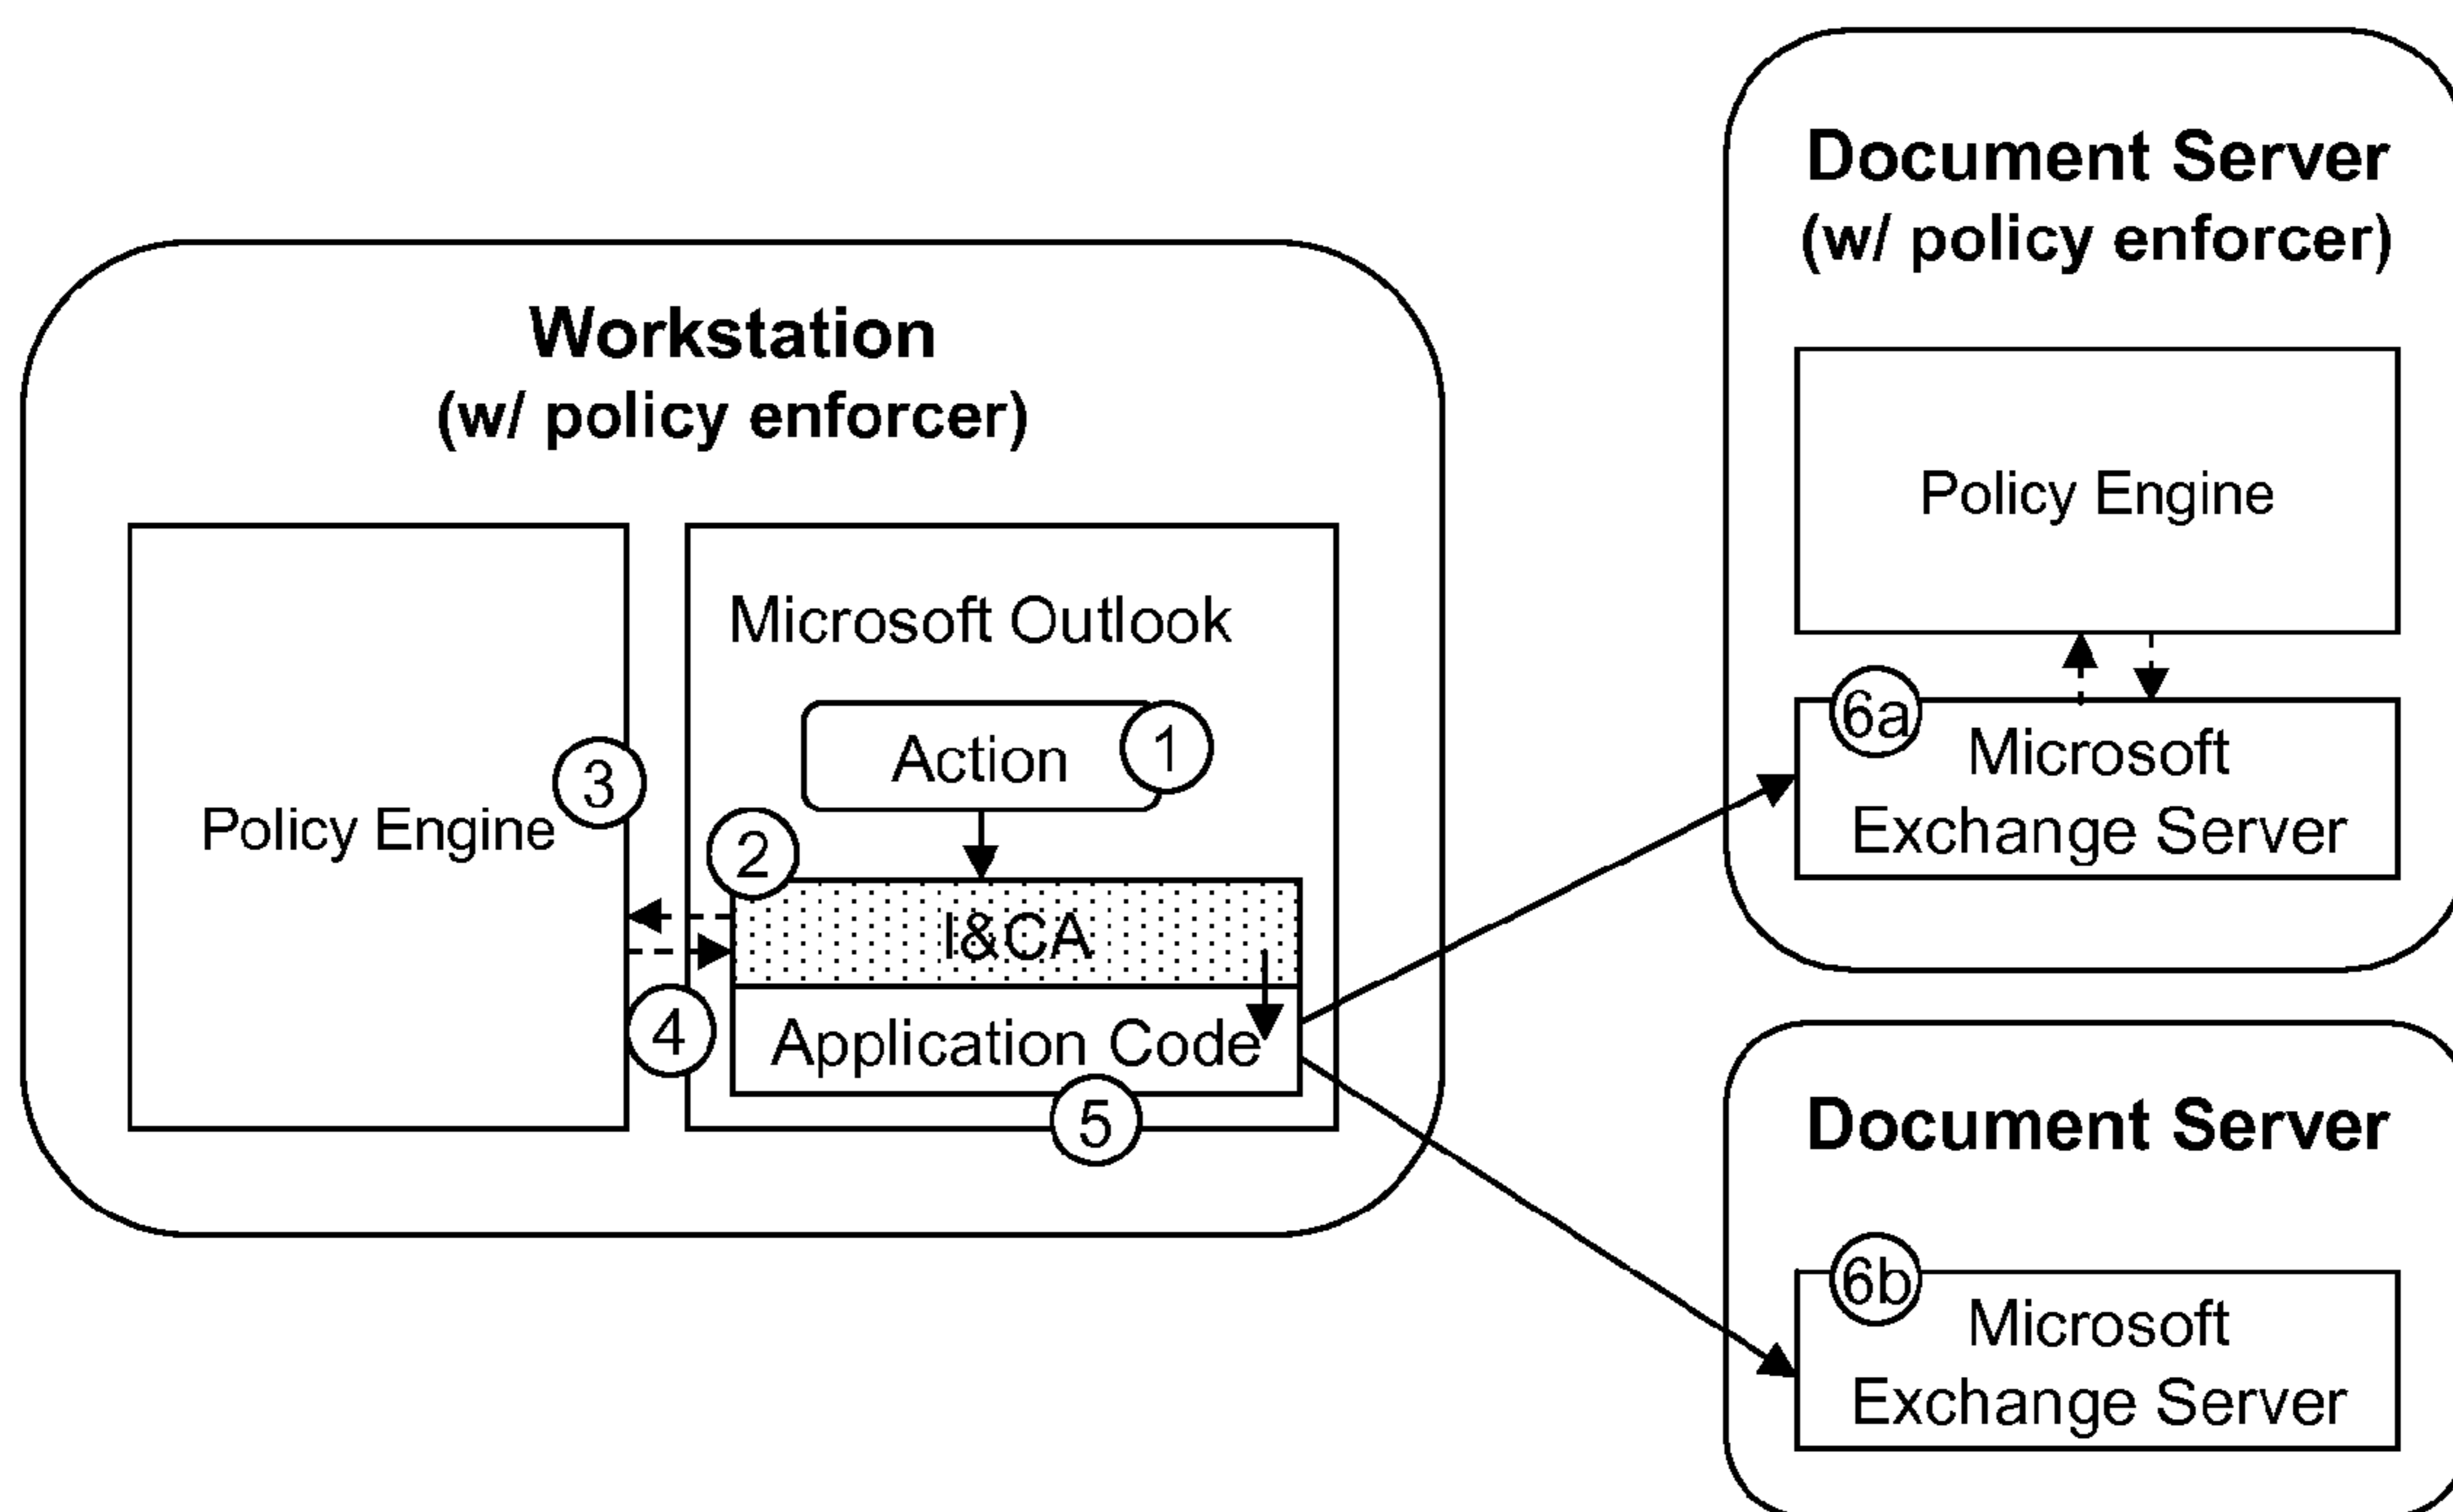 Workstation
(w/ policy enforcer)
Policy Engine
3
Microsoft Outlook
Action
1
2
I&CA
4
Application Code
5
Document Server
(w/ policy enforcer)
Policy Engine
6a
Microsoft
Exchange Server
Document Server
6b
Microsoft
Exchange Server